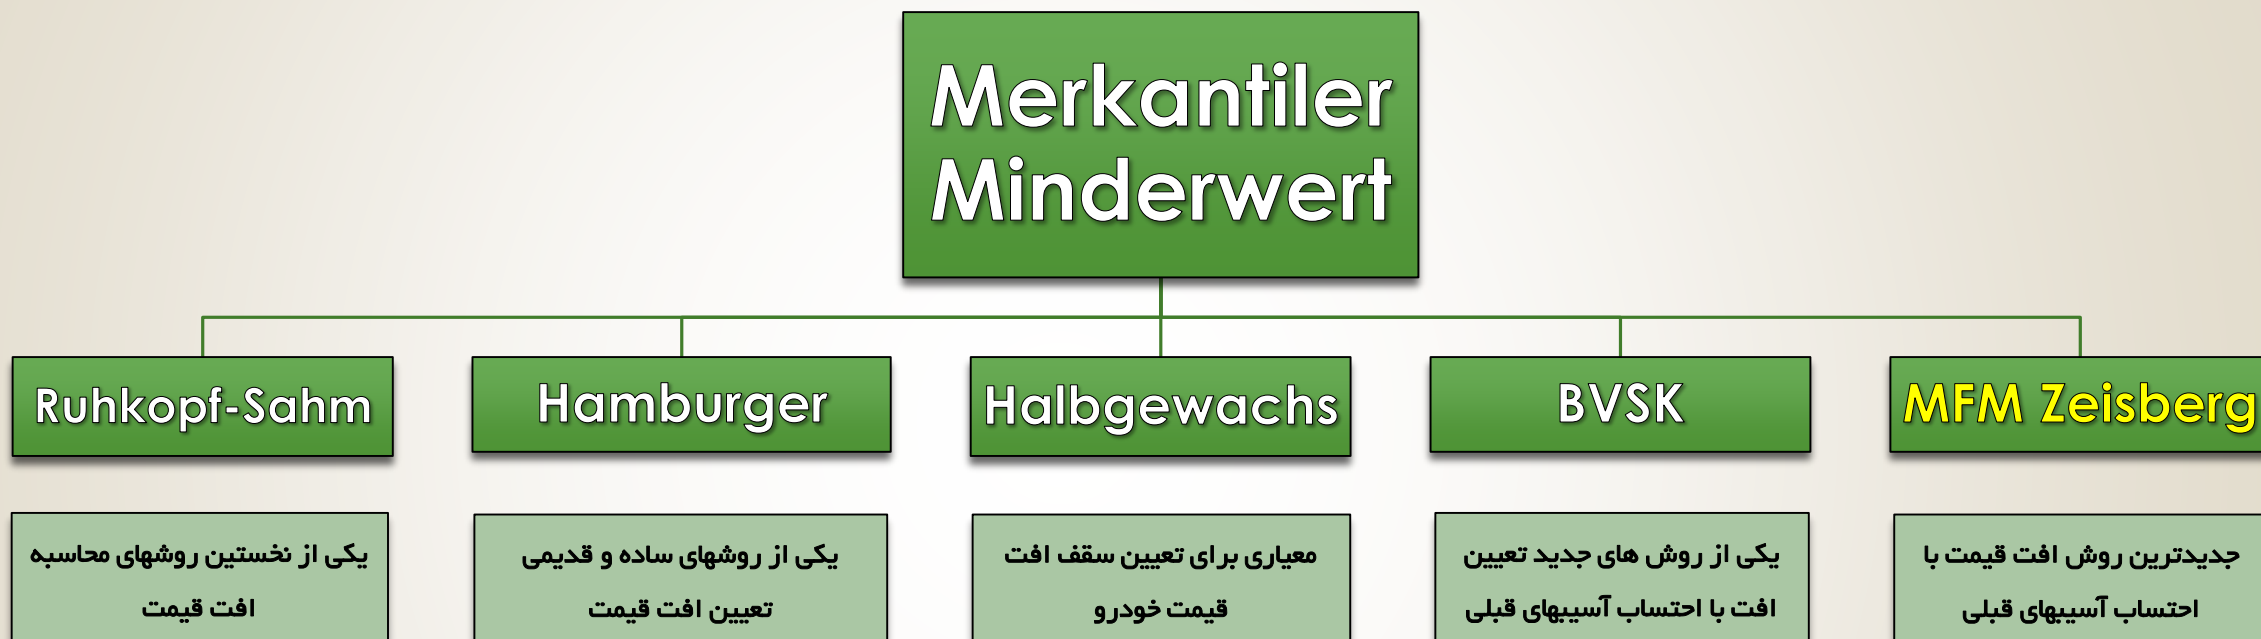 Merkantiler
Minderwert
Ruhkopf-Sahm
Hamburger
Halbgewachs
BVSK
MFM Zeisberg
یکی از نخستین روشهای محاسبه
افت قیمت
یکی از روشهای ساده و قدیمی
تعیین افت قیمت
معیاری برای تعیین سقف افت
قیمت خودرو
یکی از روش های جدید تعیین
افت با احتساب آسیبهای قبلی
جدیدترین روش افت قیمت با
احتساب آسیبهای قبلی